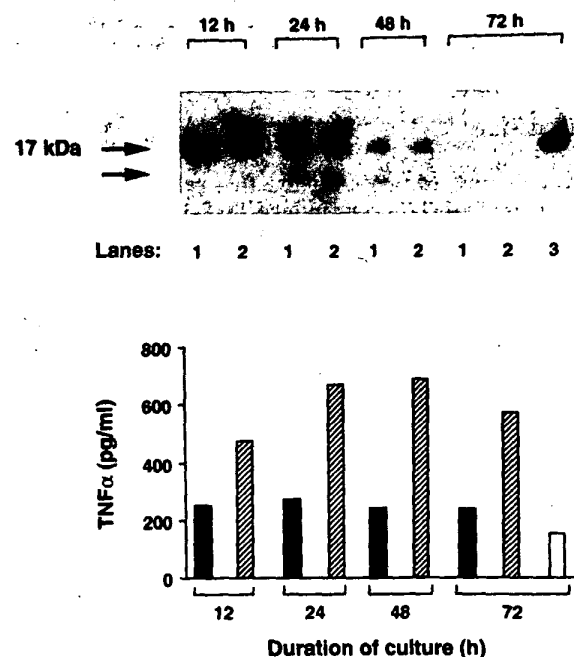 12 h 24 h 48 h 72 h
17 kDa
Lanes: 1 2 1 2 1 2 1 2 3
800
600
400
200
0
TNFα (pg/ml)
12 24 48 72
Duration of culture (h)